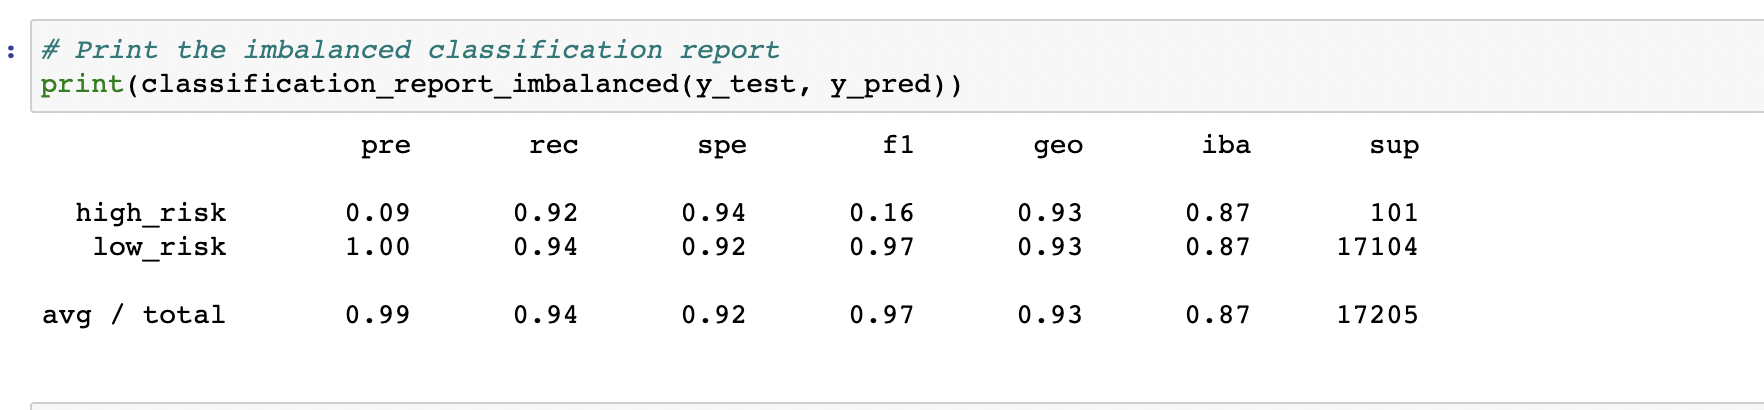 :
# Print the imbalanced classification report
print(classification_report_imbalanced(y_test, y_pred))
pre rec spe f1 geo iba sup
high_risk 0.09 0.92 0.94 0.16 0.93 0.87 101
low_risk 1.00 0.94 0.92 0.97 0.93 0.87 17104
avg / total 0.99 0.94 0.92 0.97 0.93 0.87 17205